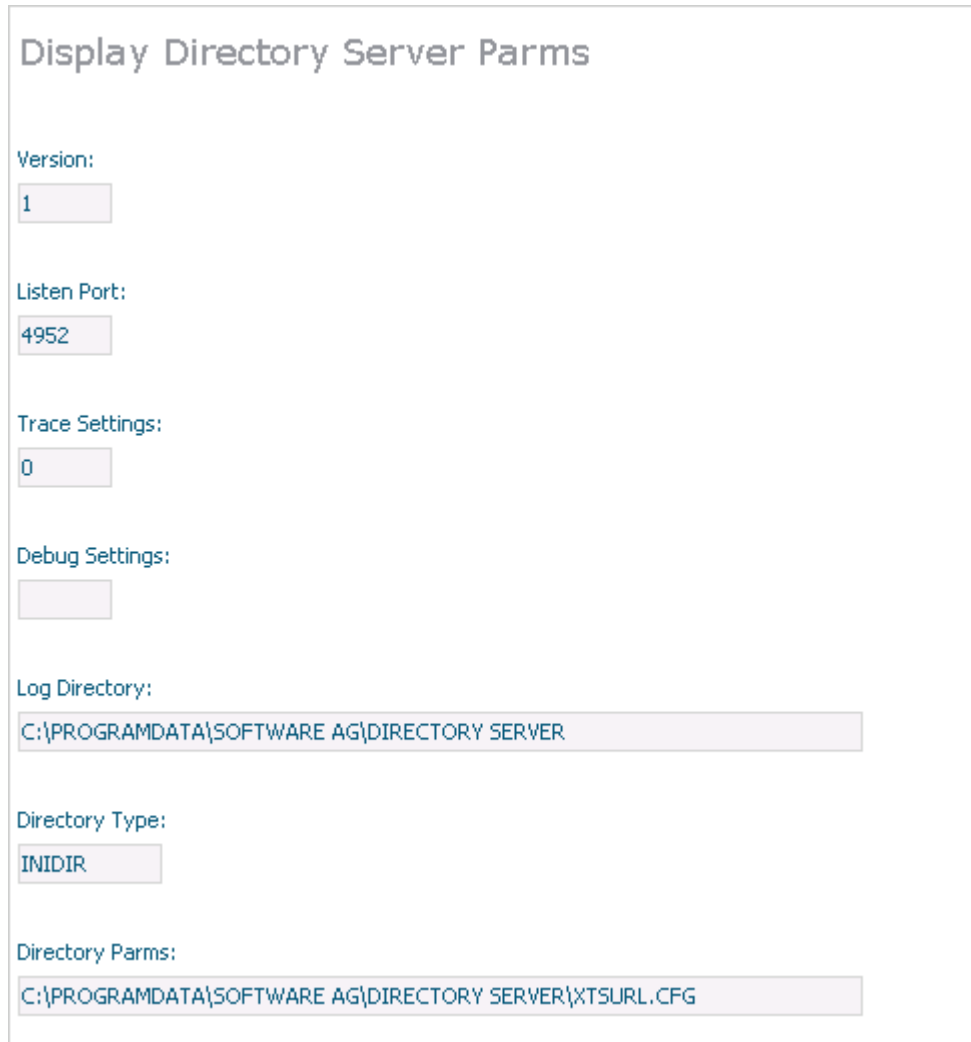 Display Directory Server Parms
Version:
1
Listen Port:
4952
Trace Settings:
0
Debug Settings:
Log Directory:
C:\PROGRAMDATA\SOFTWARE AG\DIRECTORY SERVER
Directory Type:
INIDIR
Directory Parms:
C:\PROGRAMDATA\SOFTWARE AG\DIRECTORY SERVER\XTSURL.CFG